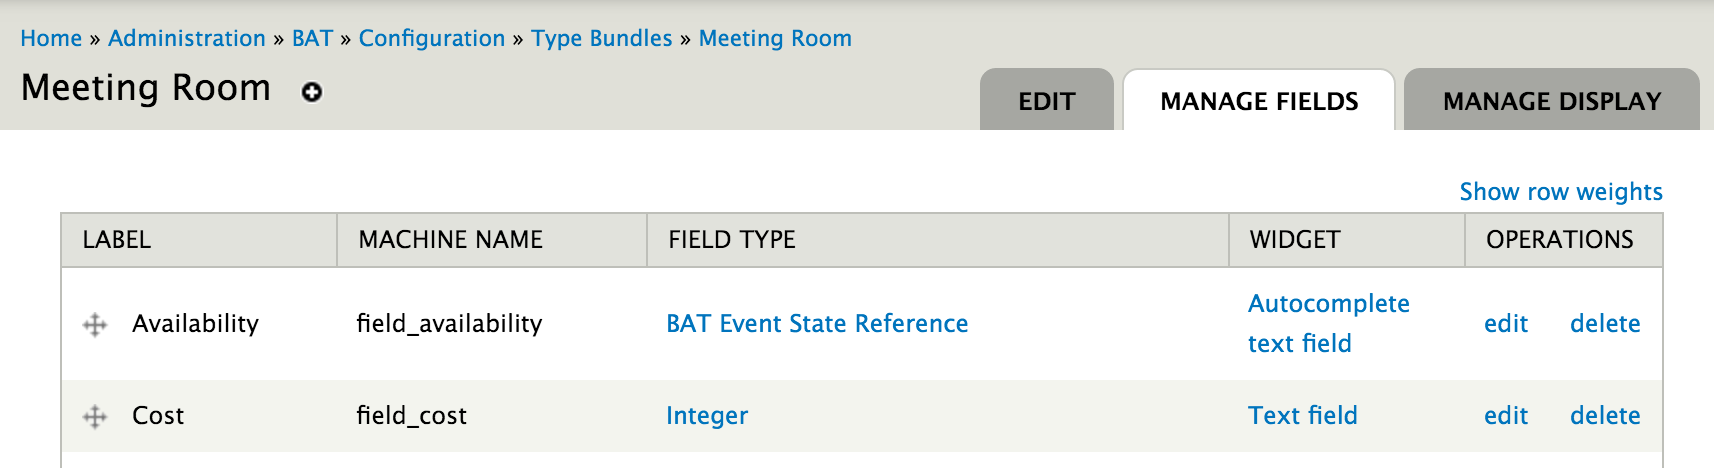 Home » Administration » BAT » Configuration » Type Bundles » Meeting Room
Meeting Room
EDIT MANAGE FIELDS MANAGE DISPLAY
Show row weights
LABEL MACHINE NAME FIELD TYPE WIDGET OPERATIONS
Availability field_availability BAT Event State Reference Autocomplete text field edit delete
Cost field_cost Integer Text field edit delete